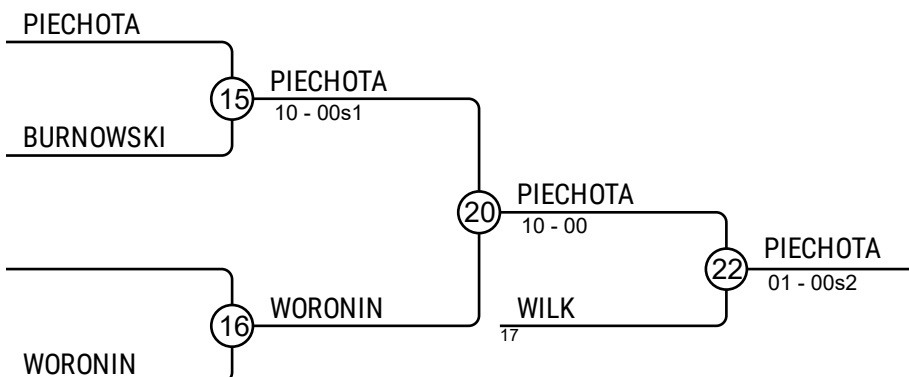 PIECHOTA
15
PIECHOTA
10 - 00s1
BURNOWSKI
20
PIECHOTA
10 - 00
22
PIECHOTA
01 - 00s2
16
WORONIN
WILK
17
WORONIN